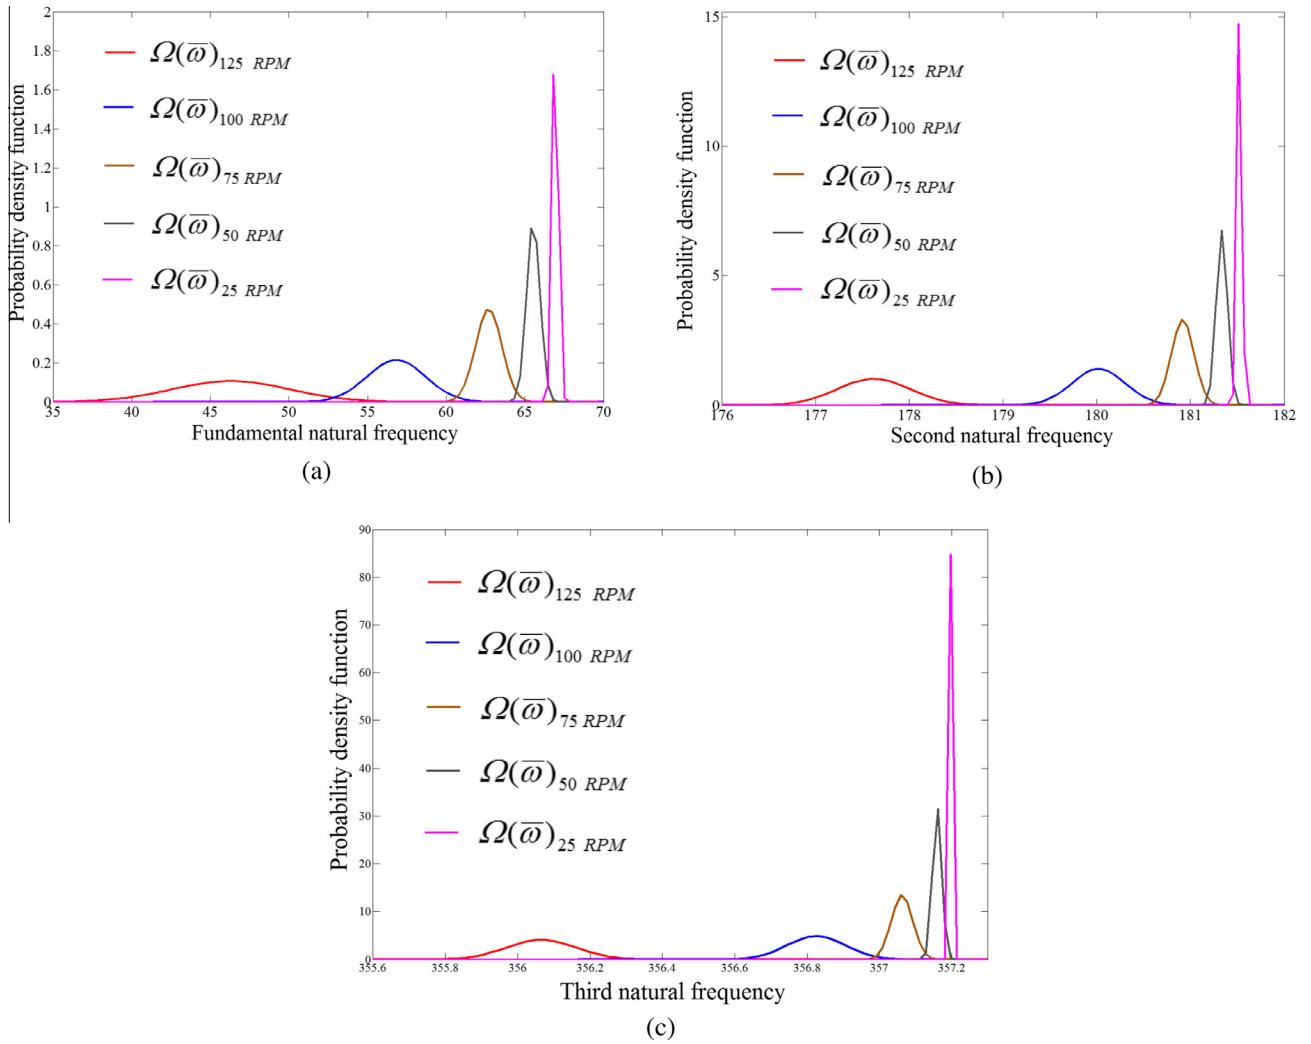 2
1.8
1.6
1.4
1.2
1
0.8
0.6
0.4
0.2
0
Probability density function
Ω(ω̅)125 RPM
Ω(ω̅)100 RPM
Ω(ω̅)75 RPM
Ω(ω̅)50 RPM
Ω(ω̅)25 RPM
35 40 45 50 55 60 65 70
Fundamental natural frequency
(a)
15
10
5
0
Probability density function
Ω(ω̅)125 RPM
Ω(ω̅)100 RPM
Ω(ω̅)75 RPM
Ω(ω̅)50 RPM
Ω(ω̅)25 RPM
176 177 178 179 180 181 182
Second natural frequency
(b)
90
80
70
60
50
40
30
20
10
0
Probability density function
Ω(ω̅)125 RPM
Ω(ω̅)100 RPM
Ω(ω̅)75 RPM
Ω(ω̅)50 RPM
Ω(ω̅)25 RPM
355.6 355.8 356 356.2 356.4 356.6 356.8 357 357.2
Third natural frequency
(c)